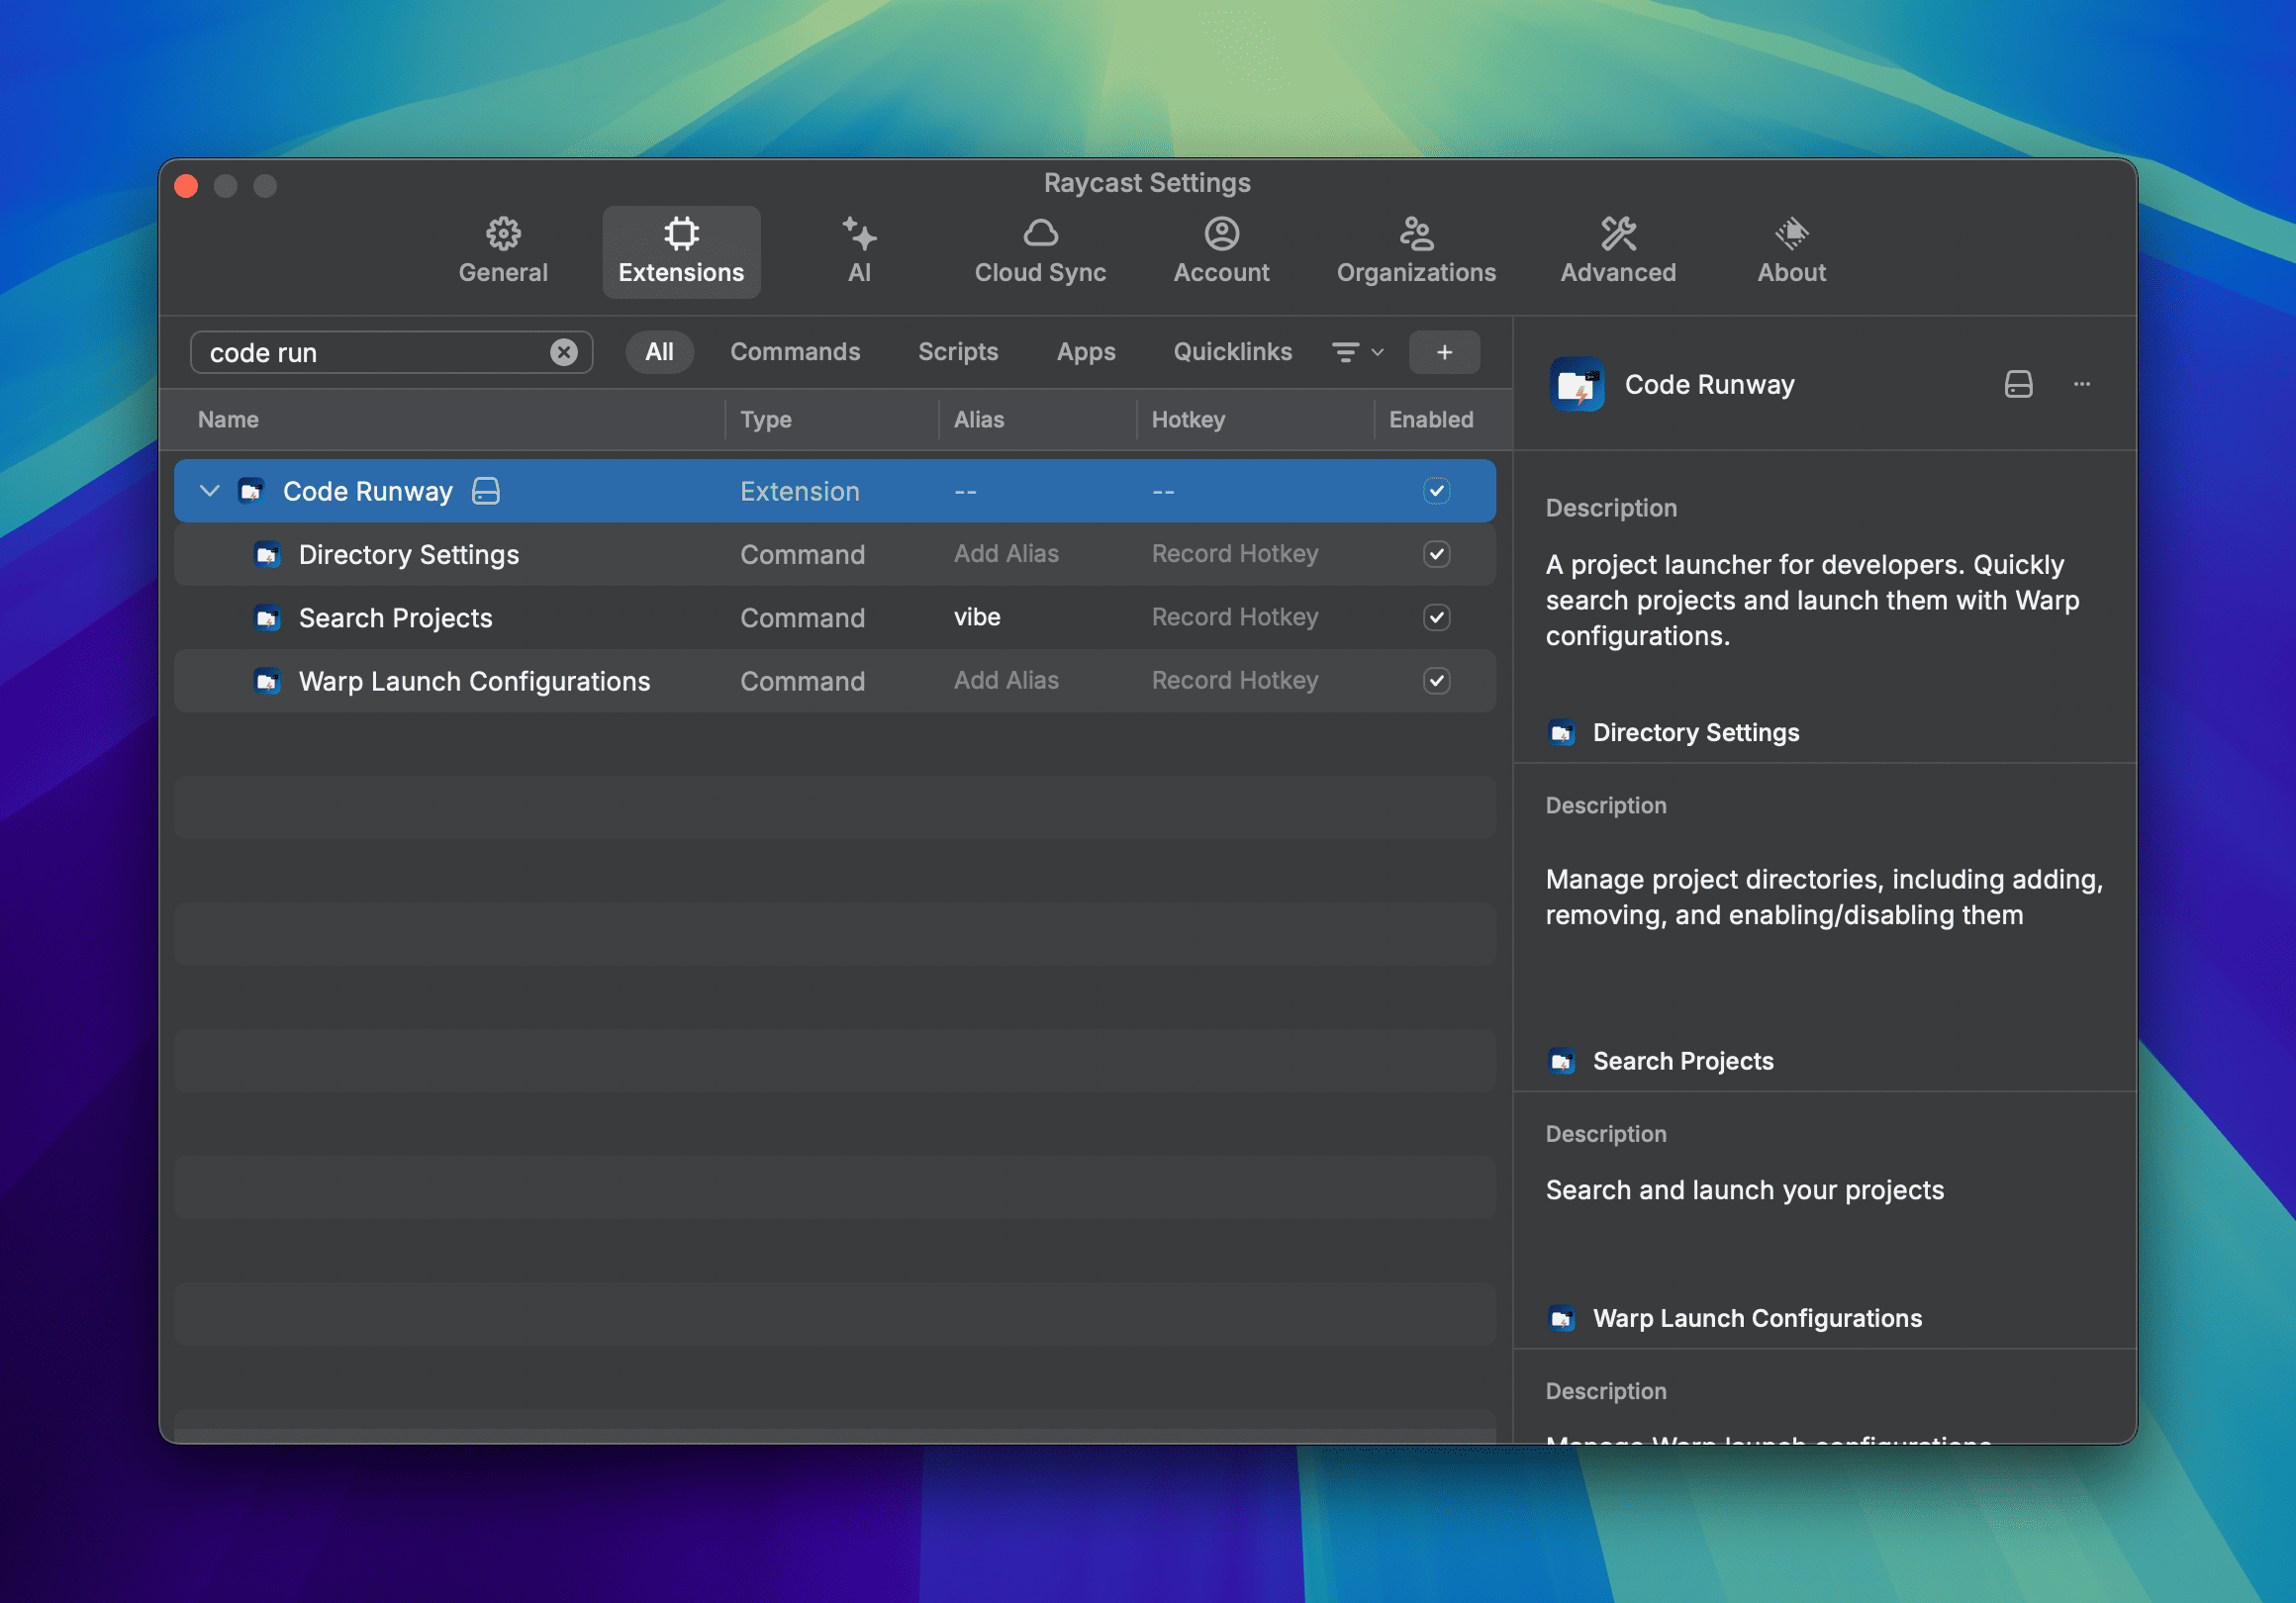 Raycast Settings
General
Extensions
AI
Cloud Sync
Account
Organizations
Advanced
About
code run
All
Commands
Scripts
Apps
Quicklinks
+
Code Runway
Name
Type
Alias
Hotkey
Enabled
Code Runway
Extension
--
--
Directory Settings
Command
Add Alias
Record Hotkey
Search Projects
Command
vibe
Record Hotkey
Warp Launch Configurations
Command
Add Alias
Record Hotkey
Description
A project launcher for developers. Quickly
search projects and launch them with Warp
configurations.
Directory Settings
Description
Manage project directories, including adding,
removing, and enabling/disabling them
Search Projects
Description
Search and launch your projects
Warp Launch Configurations
Description
Manage Warp launch configurations